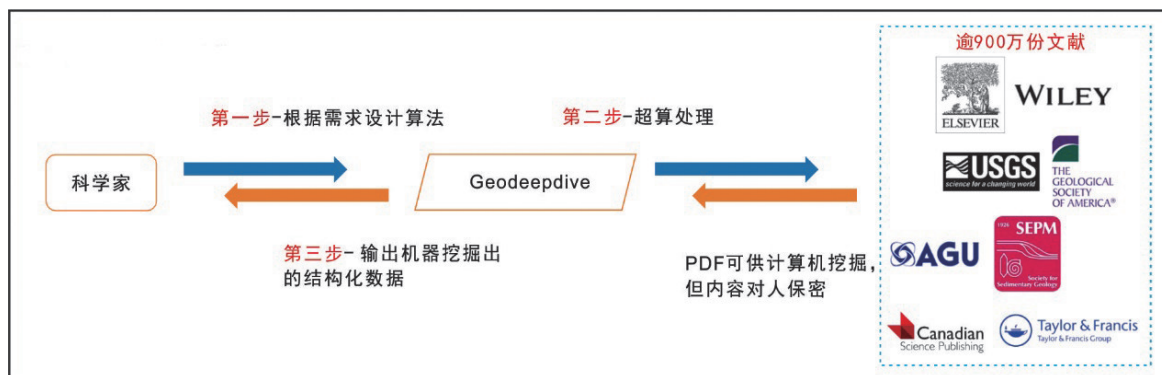 逾900万份文献
ELSEVIER
WILEY
第一步-根据需求设计算法
第二步-超算处理
科学家
Geodeepdive
USGS
science for a changing world
THE
GEOLOGICAL
SOCIETY
OF AMERICA®
第三步- 输出机器挖掘出
的结构化数据
PDF可供计算机挖掘，
但内容对人保密
AGU
1926 SEPM
Society for
Sedimentary Geology
Canadian
Science Publishing
Taylor & Francis
Taylor & Francis Group